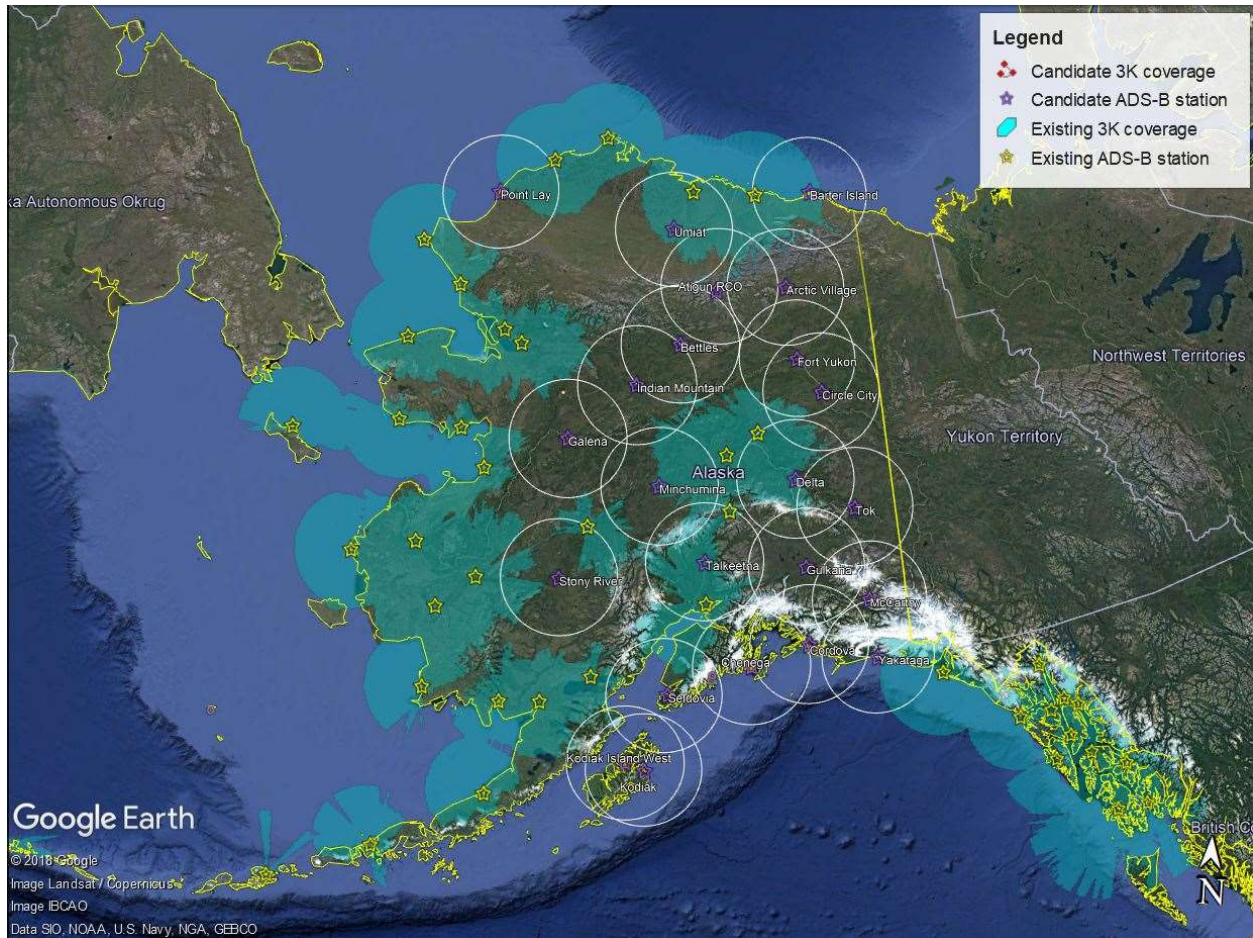 Legend
Candidate 3K coverage
Candidate ADS-B station
Existing 3K coverage
Existing ADS-B station
Point Lay
Barter Island
ka Autonomous Okrug
Umiat
Atigun RCO
Arctic Village
Bettles
Fort Yukon
Northwest Territories
Indian Mountain
Circle City
Galena
Yukon Territory
Alaska
Minchumina
Delta
Tok
Talkeetna
Gulkana
Stony River
McCarthy
Cordova
Chenega
Yakataga
Seldovia
Kodiak Island West
Kodiak
Google Earth
British Co
© 2018 Google
Image Landsat / Copernicus
Image IBCAO
N
Data SIO, NOAA, U.S. Navy, NGA, GEBCO